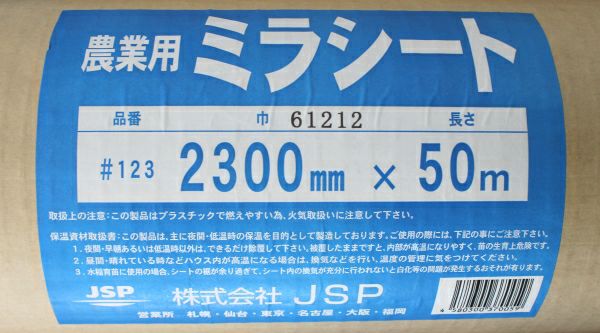 農業用 ミラシート
品番 巾 61212 長さ
#123 2300mm × 50m
取扱上の注意:この製品はプラスチックで燃えやすい為、火気取扱いに注意して下さい。
保温資材取扱書:この製品は、主に夜間・低温時の保温を目的として製造しております。ご使用の際には、下記の事にご注意下さい。
1. 夜間・早朝あるいは低温時以外は、できるだけ除覆して下さい。被覆したままですと、内部が高温になりやすく、苗の生育上危険です。
2. 昼間・晴れている時などハウス内が高温になる場合は、換気などを行い、温度の管理に気をつけてください。
3. 水稲育苗に使用の場合、シートの裾が余り過ぎて、シート内の換気が充分に行われないと白化等の問題が発生するおそれが有ります。
JSP 株式会社 JSP
営業所 札幌・仙台・東京・名古屋・大阪・福岡
4 580300 570059